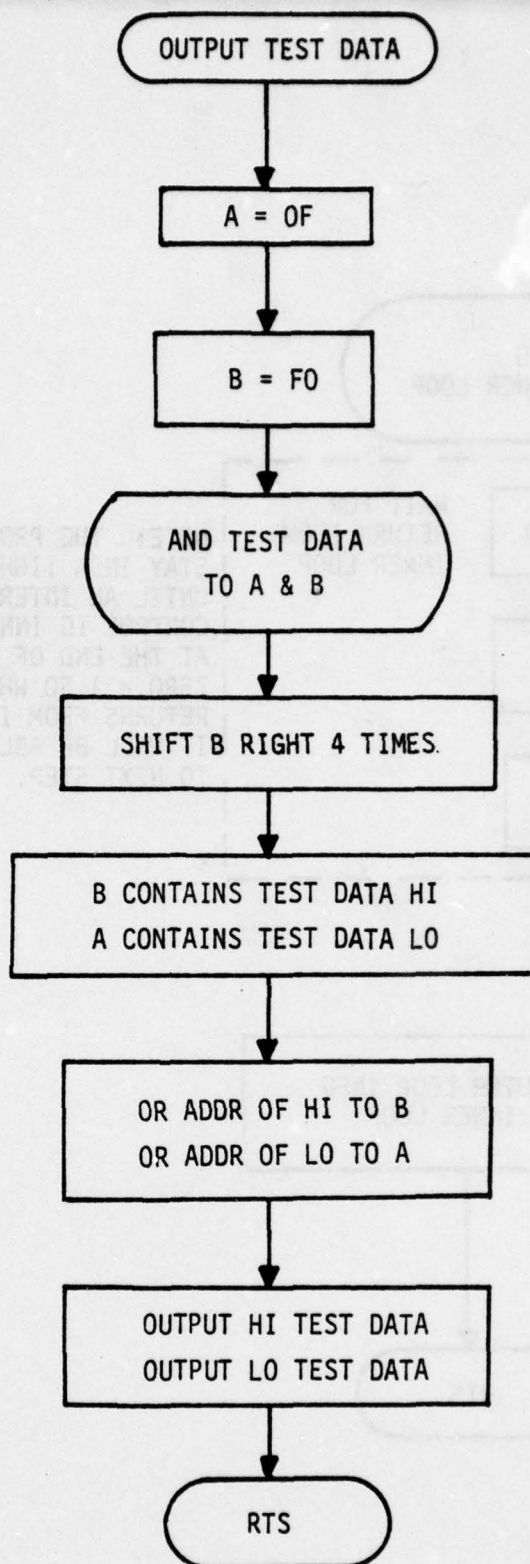 OUTPUT TEST DATA
A = 0F
B = F0
AND TEST DATA
TO A & B
SHIFT B RIGHT 4 TIMES.
B CONTAINS TEST DATA HI
A CONTAINS TEST DATA LO
OR ADDR OF HI TO B
OR ADDR OF LO TO A
OUTPUT HI TEST DATA
OUTPUT LO TEST DATA
RTS